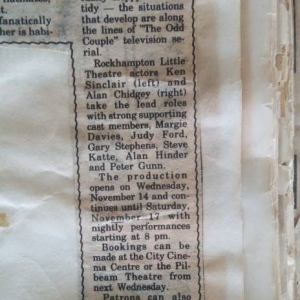 fanatically
her is habi-
tidy — the situations
that develop are along
the lines of "The Odd
Couple" television se-
rial.
Rockhampton Little
Theatre actors Ken
Sinclair (left) and
Alan Chidgey (right)
take the lead roles
with strong supporting
cast members, Margie
Davies, Judy Ford,
Gary Stephens, Steve
Katte, Alan Hinder
and Peter Gunn.
The production
opens on Wednesday,
November 14 and con-
tinues until Saturday,
November 17 with
nightly performances
starting at 8 pm.
Bookings can be
made at the City Cine-
ma Centre or the Pil-
beam Theatre from
next Wednesday.
Patrons can also